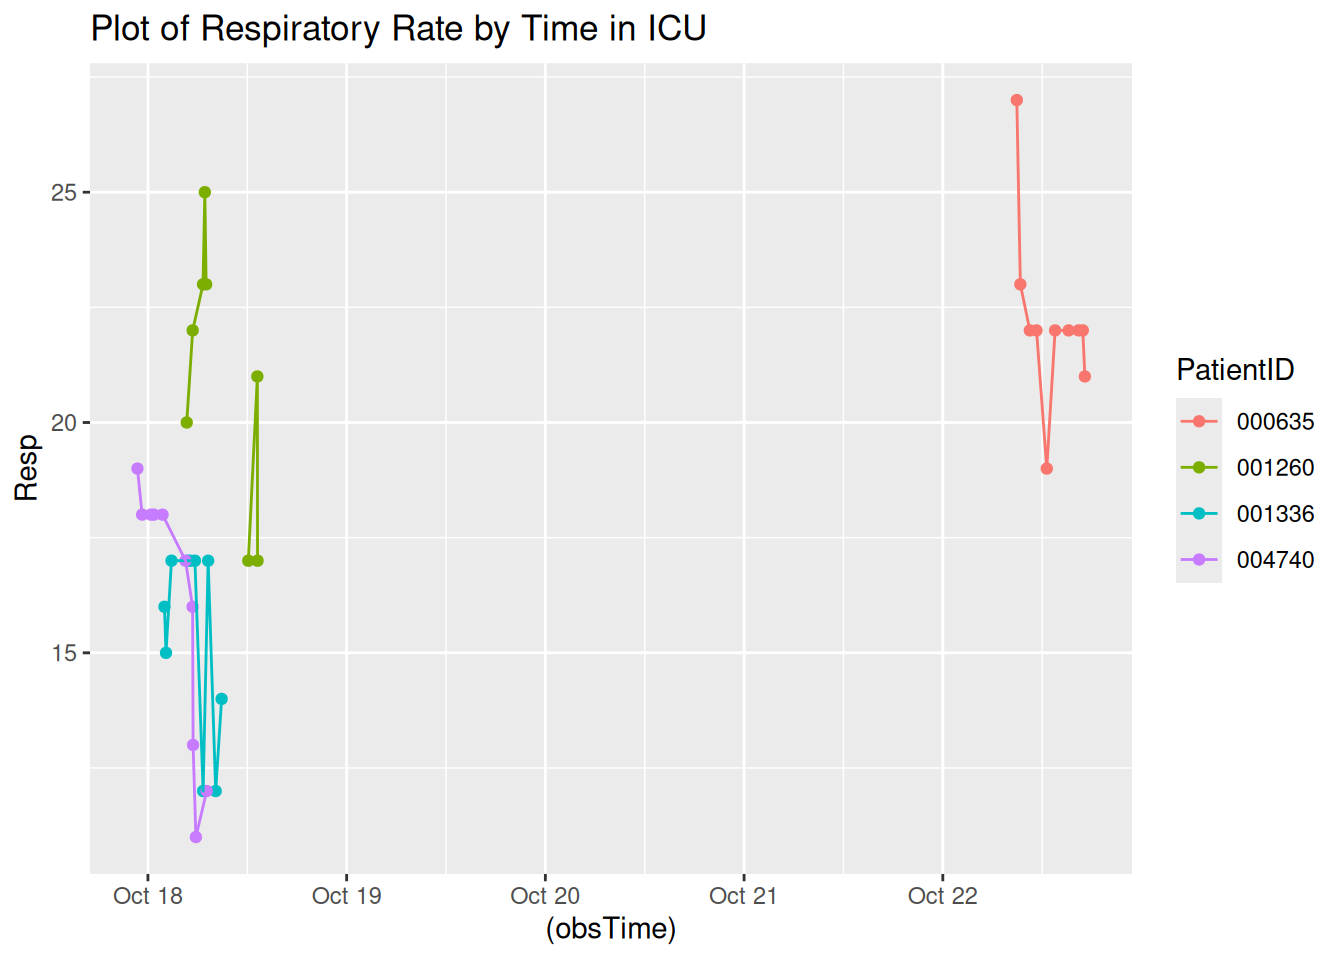 Plot of Respiratory Rate by Time in ICU
25
20
15
Resp
Oct 18 Oct 19 Oct 20 Oct 21 Oct 22
(obsTime)
PatientID
000635
001260
001336
004740